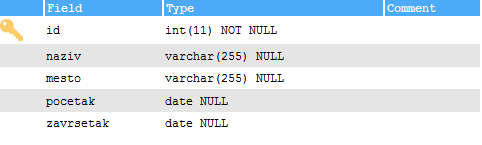 Field Type Comment
id int(11) NOT NULL
naziv varchar(255) NULL
mesto varchar(255) NULL
pocetak date NULL
zavrsetak date NULL